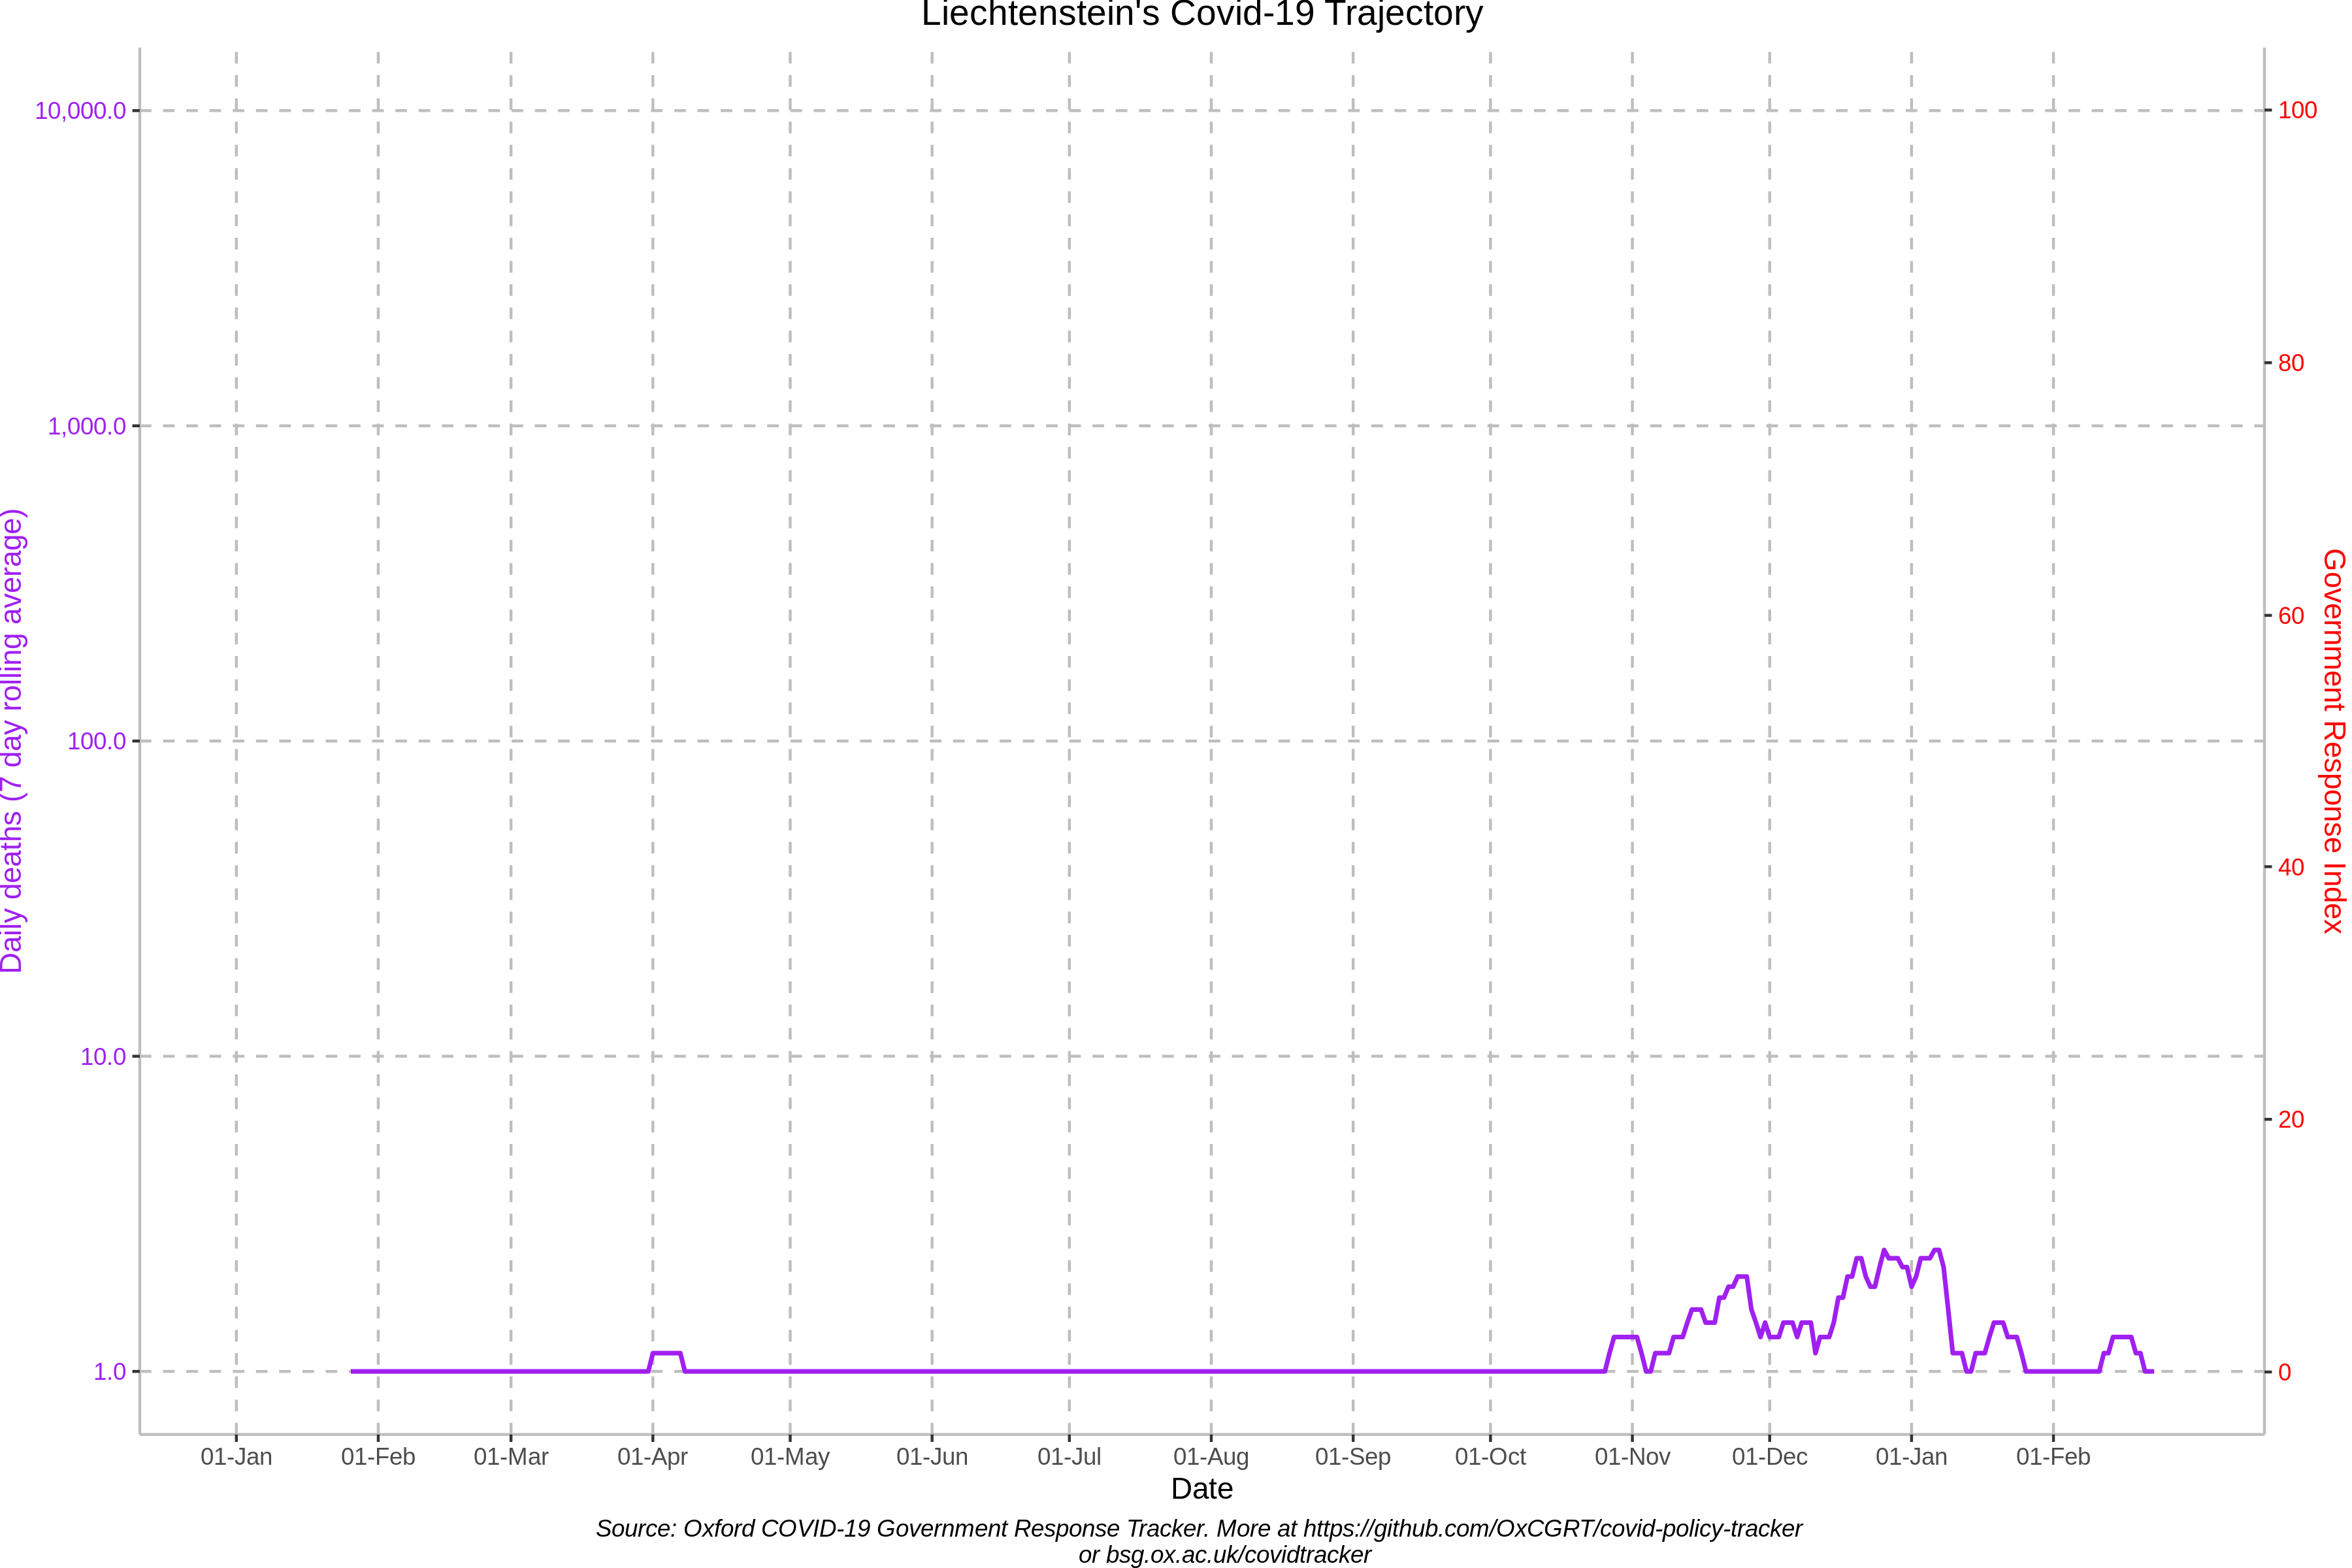 Liechtenstein's Covid-19 Trajectory
10,000.0
1,000.0
100.0
10.0
1.0
Daily deaths (7 day rolling average)
100
80
60
40
20
0
Government Response Index
01-Jan 01-Feb 01-Mar 01-Apr 01-May 01-Jun 01-Jul 01-Aug 01-Sep 01-Oct 01-Nov 01-Dec 01-Jan 01-Feb
Date
Source: Oxford COVID-19 Government Response Tracker. More at https://github.com/OxCGRT/covid-policy-tracker
or bsg.ox.ac.uk/covidtracker